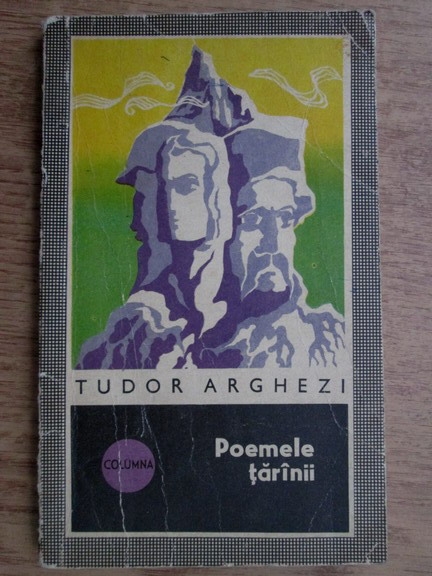 TUDOR ARGHEZI
COLUMNA
Poemele
țărînii